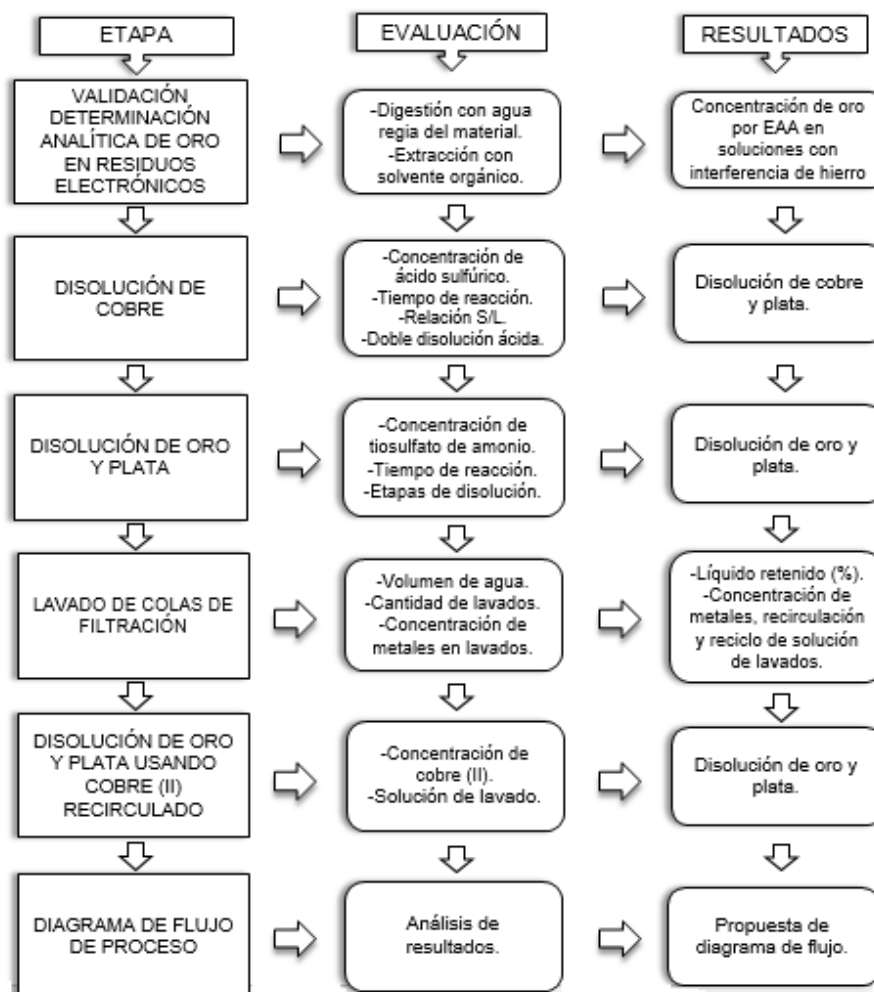 ETAPA
EVALUACIÓN
RESULTADOS
VALIDACIÓN
DETERMINACIÓN
ANALÍTICA DE ORO
EN RESIDUOS
ELECTRÓNICOS
-Digestión con agua
regia del material.
-Extracción con
solvente orgánico.
Concentración de oro
por EAA en
soluciones con
interferencia de hierro
DISOLUCIÓN DE
COBRE
-Concentración de
ácido sulfúrico.
-Tiempo de reacción.
-Relación S/L.
-Doble disolución ácida.
Disolución de cobre
y plata.
DISOLUCIÓN DE ORO
Y PLATA
-Concentración de
tiosulfato de amonio.
-Tiempo de reacción.
-Etapas de disolución.
Disolución de oro y
plata.
LAVADO DE COLAS DE
FILTRACIÓN
-Volumen de agua.
-Cantidad de lavados.
-Concentración de
metales en lavados.
-Líquido retenido (%).
-Concentración de
metales, recirculación
y reciclo de solución
de lavados.
DISOLUCIÓN DE ORO
Y PLATA USANDO
COBRE (II)
RECIRCULADO
-Concentración de
cobre (II).
-Solución de lavado.
Disolución de oro y
plata.
DIAGRAMA DE FLUJO
DE PROCESO
Análisis de
resultados.
Propuesta de
diagrama de flujo.